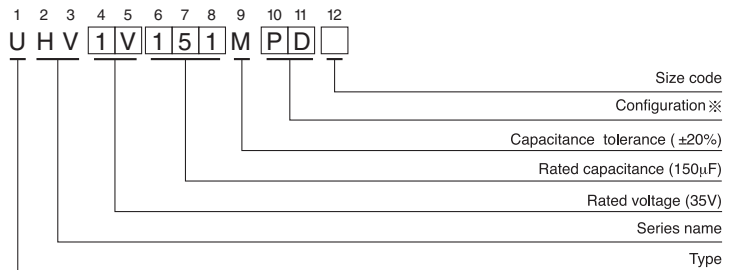 1 2 3 4 5 6 7 8 9 10 11 12
U H V 1 V 1 5 1 M P D
Size code
Configuration ※
Capacitance tolerance ( ±20%)
Rated capacitance (150µF)
Rated voltage (35V)
Series name
Type